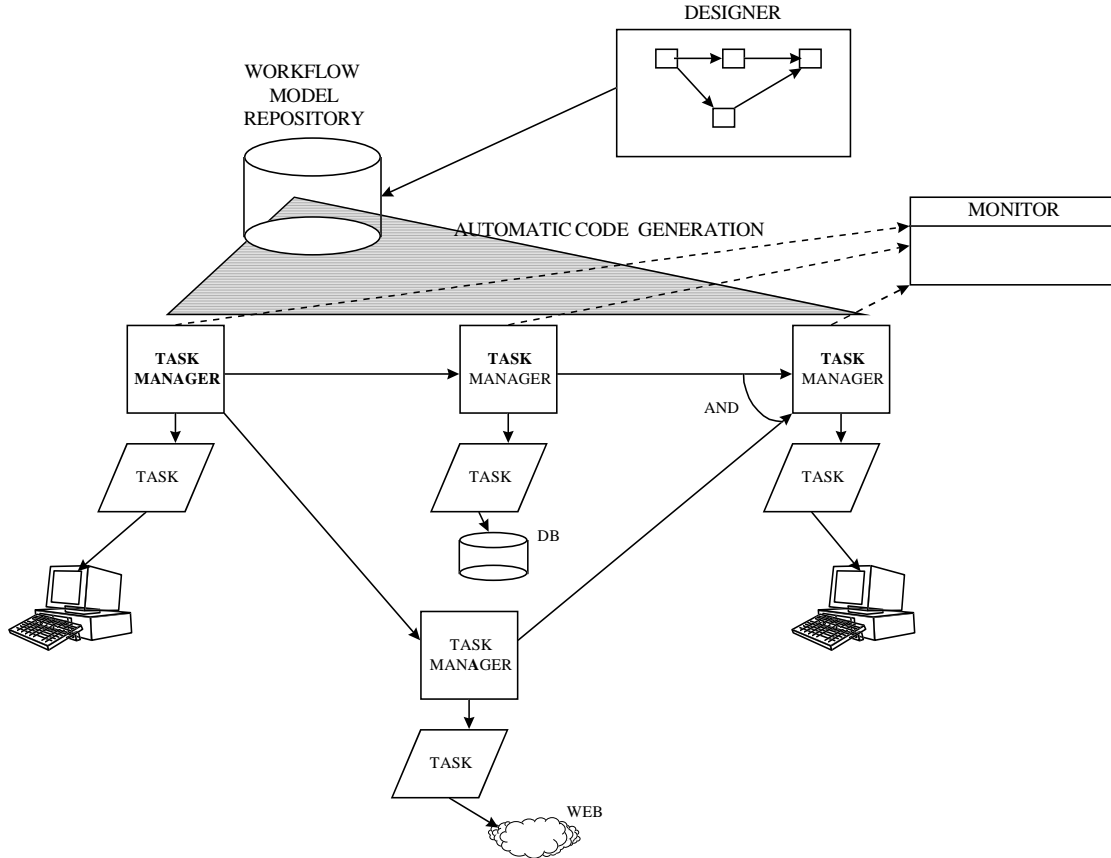 DESIGNER
WORKFLOW
MODEL
REPOSITORY
AUTOMATIC CODE GENERATION
MONITOR
TASK
MANAGER
TASK
MANAGER
TASK
MANAGER
AND
TASK
TASK
TASK
DB
TASK
MANAGER
TASK
WEB